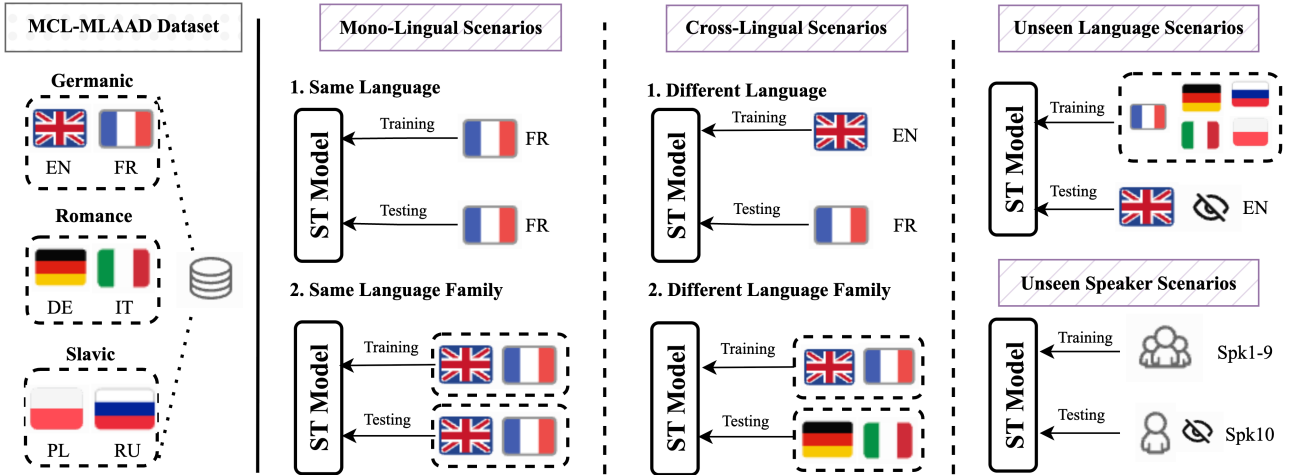 MCL-MLAAD Dataset
Germanic
EN FR
Romance
DE IT
Slavic
PL RU
Mono-Lingual Scenarios
1. Same Language
ST Model
Training
FR
Testing
FR
2. Same Language Family
ST Model
Training
Testing
Cross-Lingual Scenarios
1. Different Language
ST Model
Training
EN
Testing
FR
2. Different Language Family
ST Model
Training
Testing
Unseen Language Scenarios
ST Model
Training
Testing
EN
Unseen Speaker Scenarios
ST Model
Training
Spk1-9
Testing
Spk10